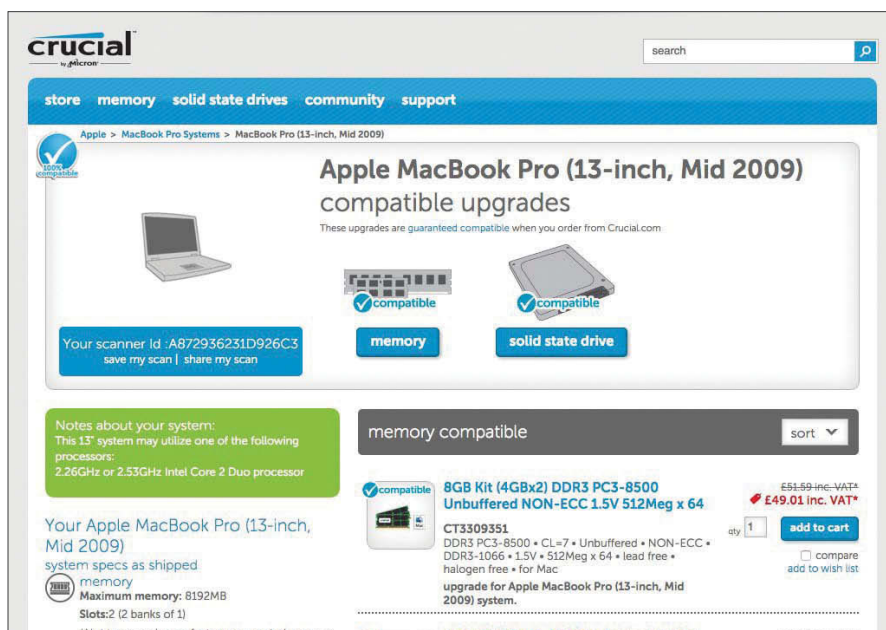 crucial
by Micron
search
store memory solid state drives community support
Apple > MacBook Pro Systems > MacBook Pro (13-inch, Mid 2009)
100%
compatible
Apple MacBook Pro (13-inch, Mid 2009)
compatible upgrades
These upgrades are guaranteed compatible when you order from Crucial.com
compatible
compatible
memory
solid state drive
Your scanner Id :A872936231D926C3
save my scan | share my scan
Notes about your system:
This 13" system may utilize one of the following
processors:
2.26GHz or 2.53GHz Intel Core 2 Duo processor
Your Apple MacBook Pro (13-inch,
Mid 2009)
system specs as shipped
memory
Maximum memory: 8192MB
Slots:2 (2 banks of 1)
memory compatible
sort
compatible
8GB Kit (4GBx2) DDR3 PC3-8500
Unbuffered NON-ECC 1.5V 512Meg x 64
CT3309351
DDR3 PC3-8500 • CL=7 • Unbuffered • NON-ECC •
DDR3-1066 • 1.5V • 512Meg x 64 • lead free •
halogen free • for Mac
upgrade for Apple MacBook Pro (13-inch, Mid
2009) system.
£51.59 inc. VAT*
£49.01 inc. VAT*
qty 1 add to cart
compare
add to wish list